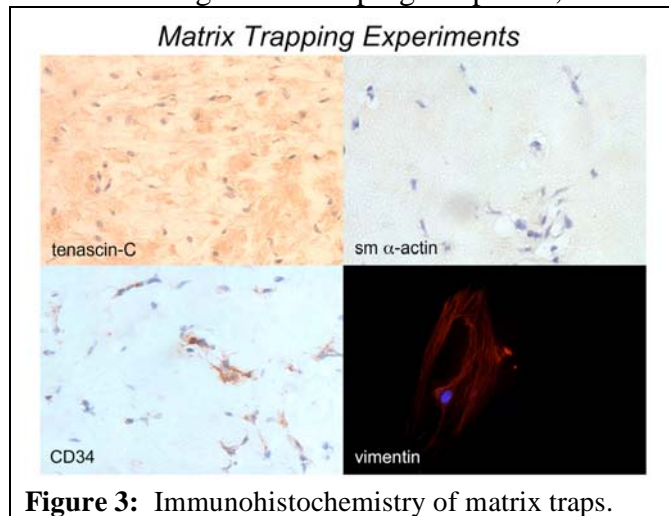 Matrix Trapping Experiments
tenascin-C
sm α-actin
CD34
vimentin
Figure 3: Immunohistochemistry of matrix traps.